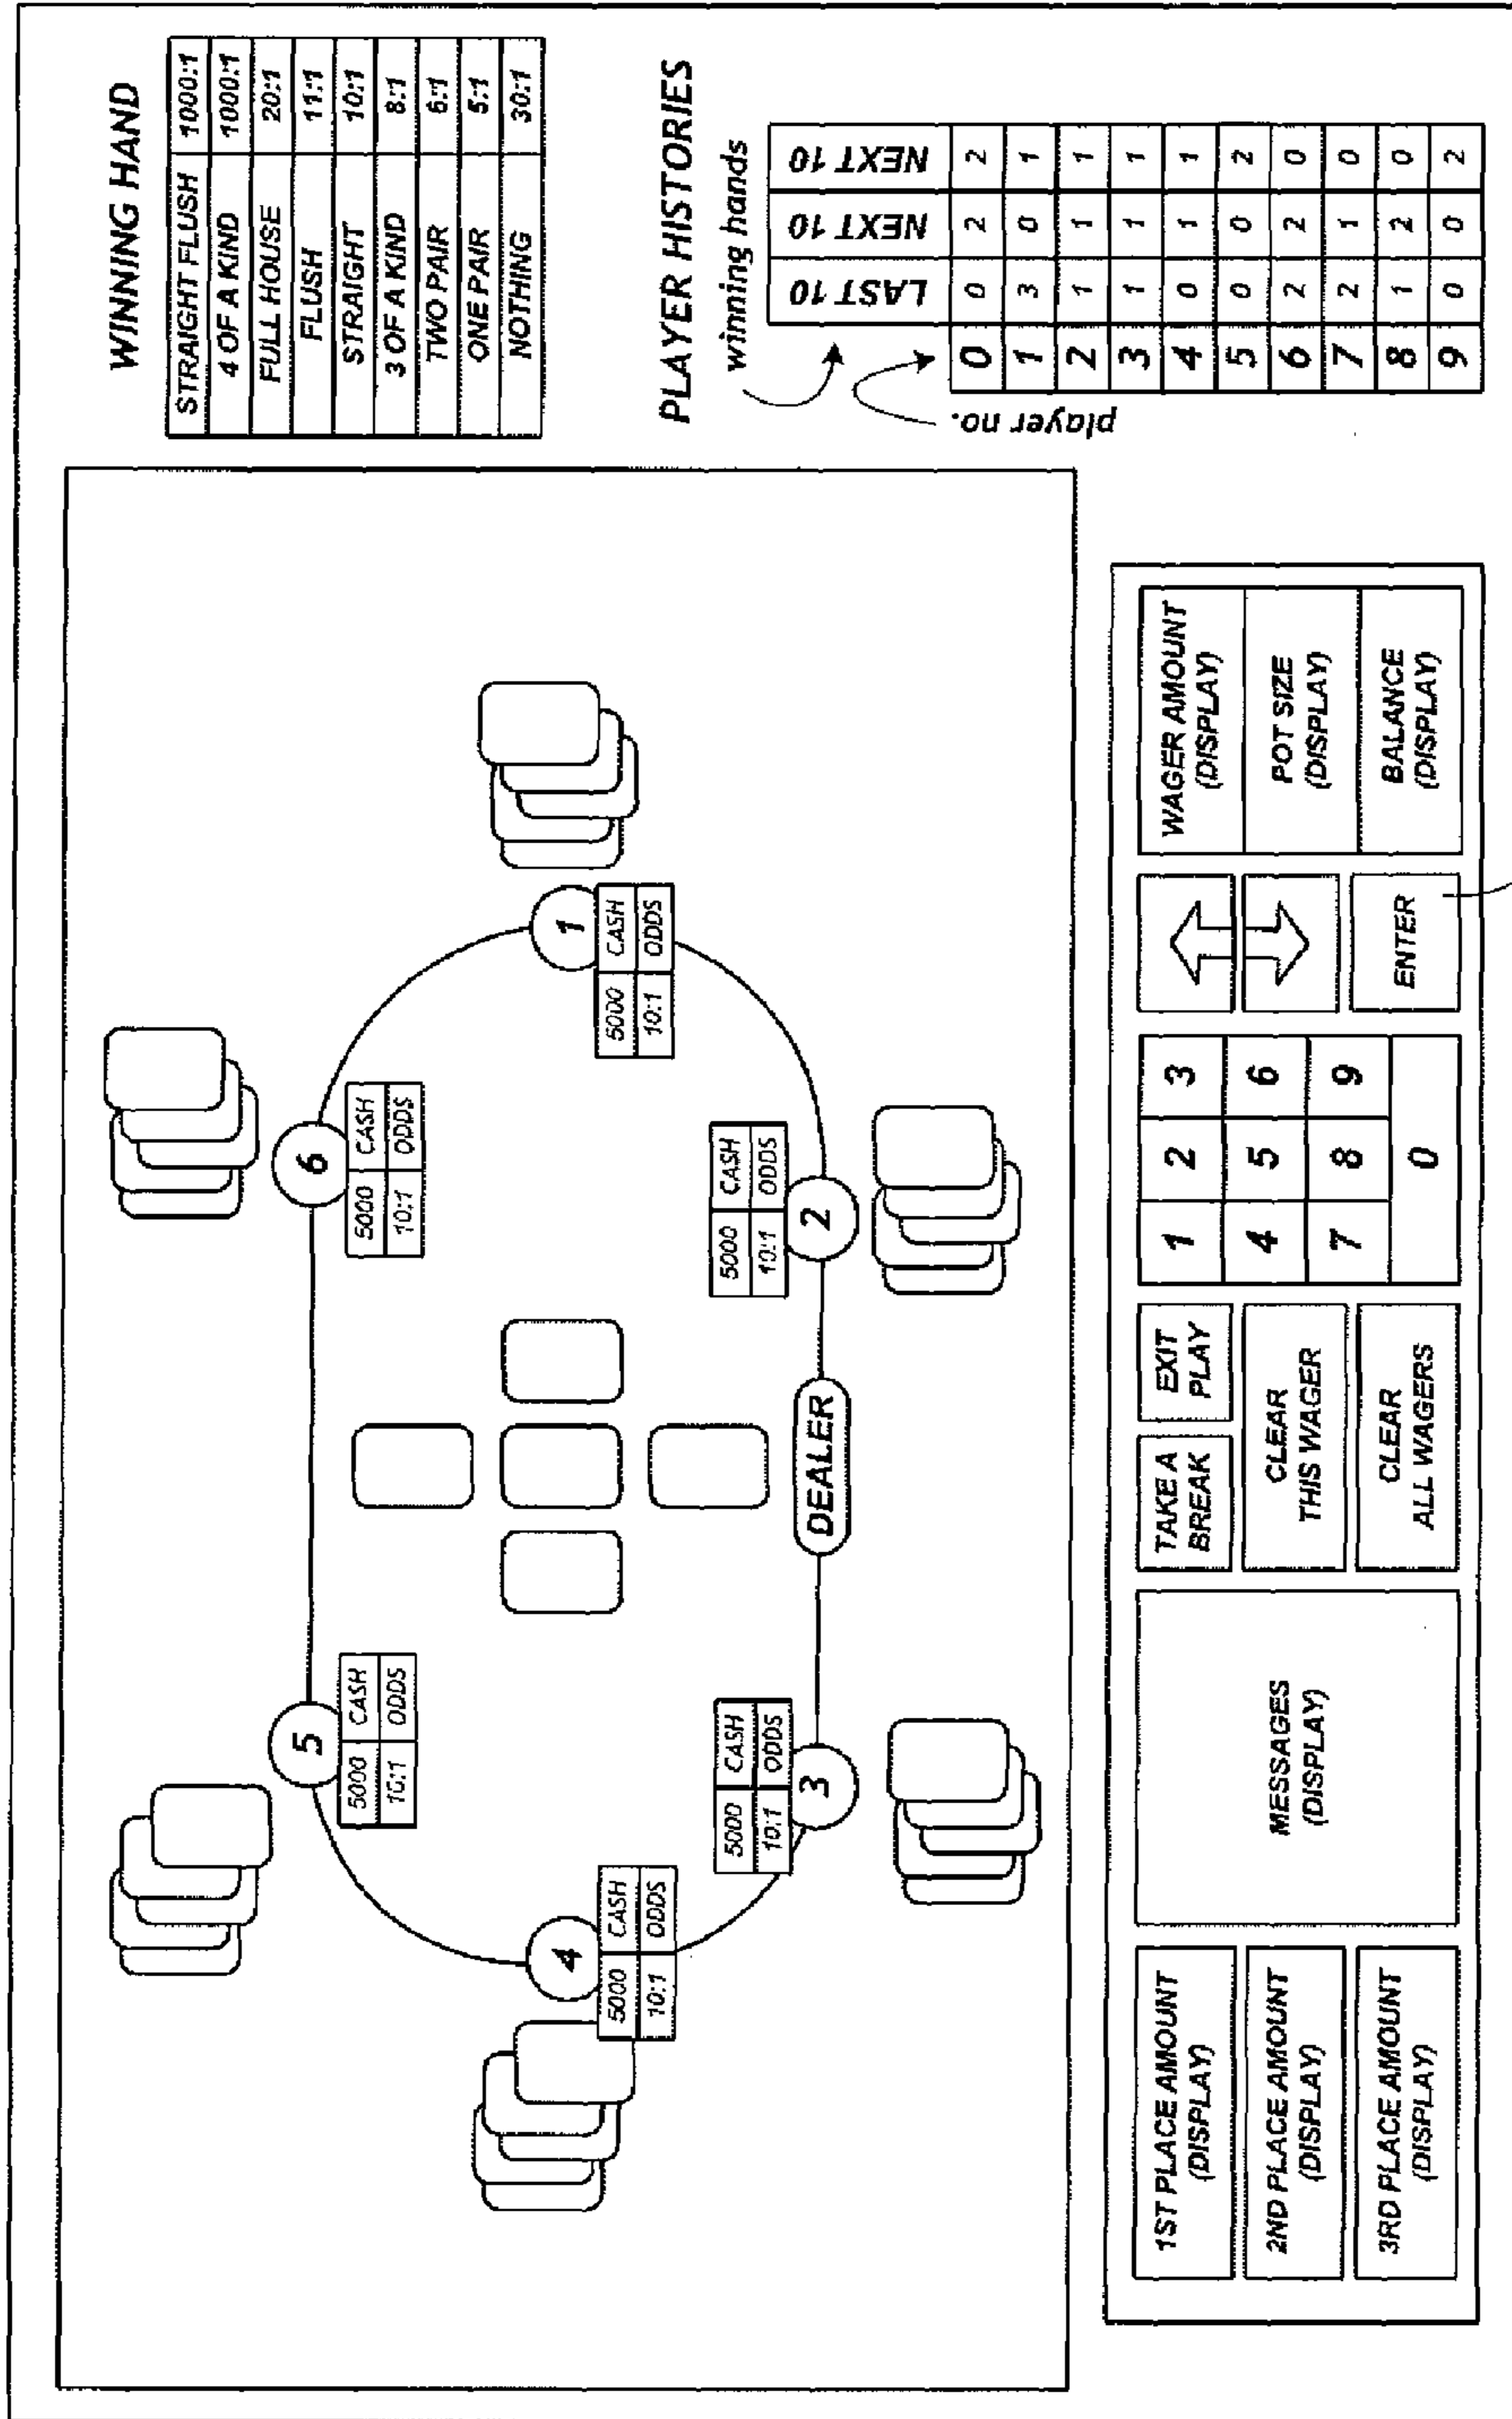 WINNING HAND
STRAIGHT FLUSH 1000:1
4 OF A KIND 1000:1
FULL HOUSE 20:1
FLUSH 11:1
STRAIGHT 10:1
3 OF A KIND 8:1
TWO PAIR 6:1
ONE PAIR 5:1
NOTHING 30:1
PLAYER HISTORIES
winning hands
player no.
LAST 10 NEXT 10 NEXT 10
0 0 2 2
1 3 0 1
2 1 1 1
3 1 1 1
4 0 1 1
5 0 0 2
6 2 2 0
7 2 1 0
8 1 2 0
9 0 0 2
5
5000 CASH
10:1 ODDS
6
5000 CASH
10:1 ODDS
4
5000 CASH
10:1 ODDS
1
5000 CASH
10:1 ODDS
3
5000 CASH
10:1 ODDS
DEALER
2
5000 CASH
10:1 ODDS
1ST PLACE AMOUNT
(DISPLAY)
2ND PLACE AMOUNT
(DISPLAY)
3RD PLACE AMOUNT
(DISPLAY)
MESSAGES
(DISPLAY)
TAKE A
BREAK
EXIT
PLAY
CLEAR
THIS WAGER
CLEAR
ALL WAGERS
1 2 3
4 5 6
7 8 9
0
ENTER
WAGER AMOUNT
(DISPLAY)
POT SIZE
(DISPLAY)
BALANCE
(DISPLAY)